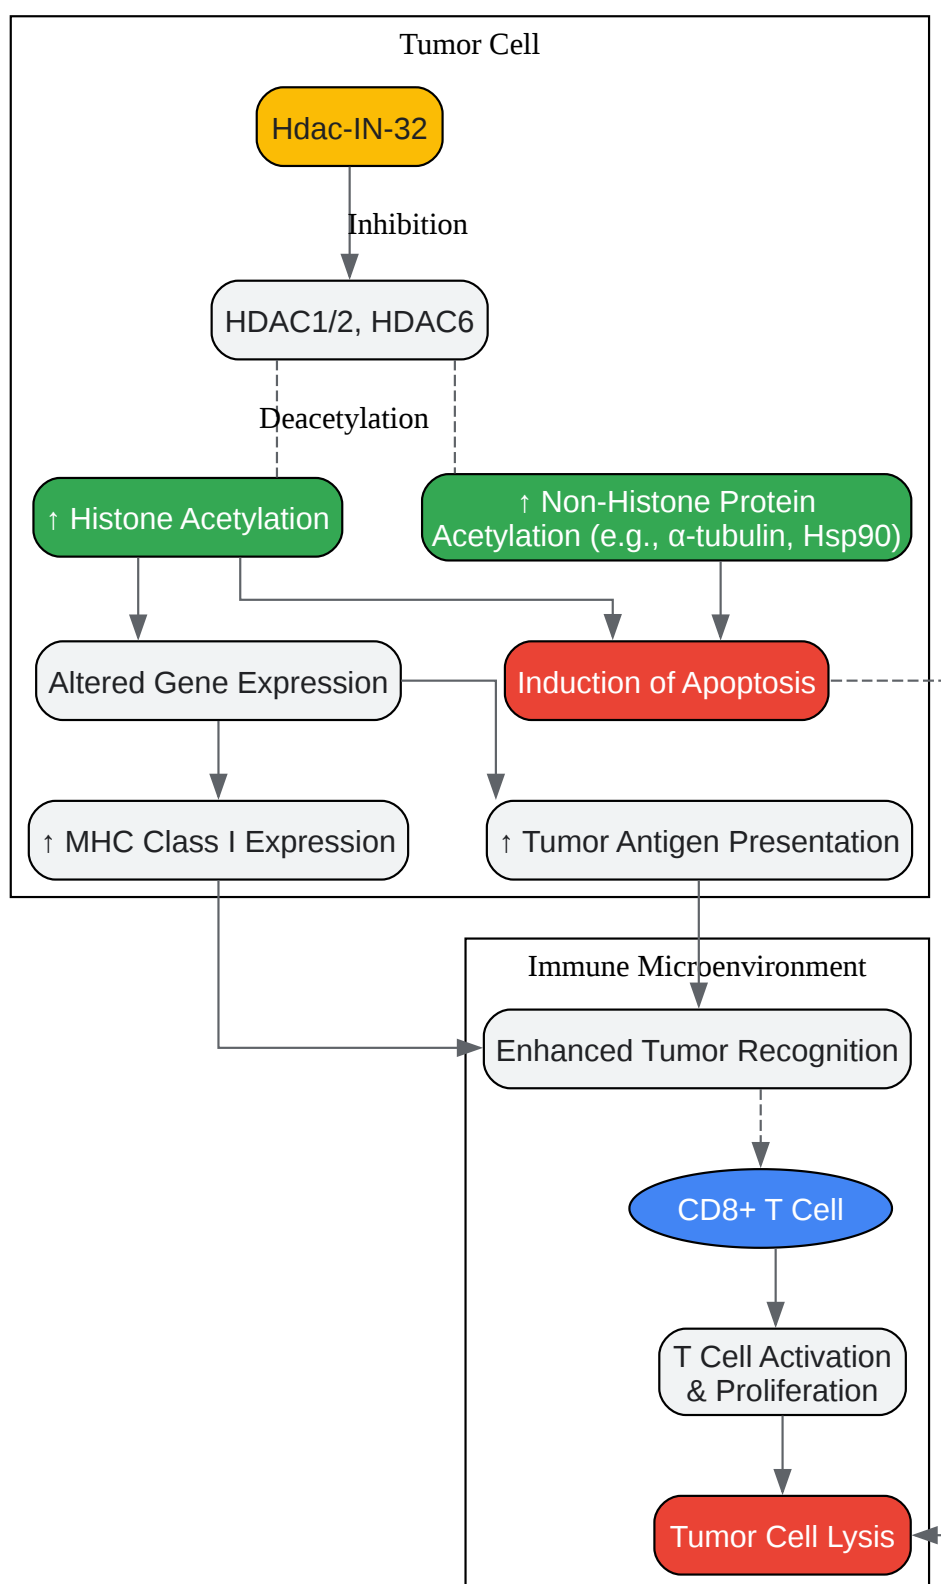 Tumor Cell
Hdac-IN-32
Inhibition
HDAC1/2, HDAC6
Deacetylation
↑ Histone Acetylation
↑ Non-Histone Protein
Acetylation (e.g., α-tubulin, Hsp90)
Altered Gene Expression
Induction of Apoptosis
↑ MHC Class I Expression
↑ Tumor Antigen Presentation
Immune Microenvironment
Enhanced Tumor Recognition
CD8+ T Cell
T Cell Activation
& Proliferation
Tumor Cell Lysis